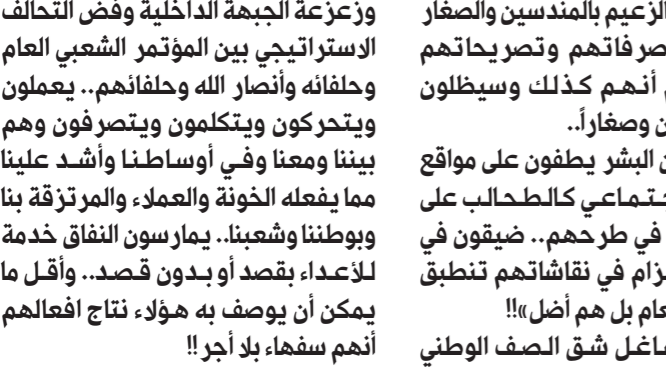 الزعيم بالمندسين والصغار
صرفاتهم وتصريحاتهم
أنهم كذلك وسيظلون
وصغاراً..
البشر يطفون على مواقع
كالطحالب على
في طرحهم.. ضيقون في
في نقاشاتهم تنطبق
بل هم أضل»!!
شق الصف الوطني
وزعزعة الجبهة الداخلية وفض التحالف
الاستراتيجي بين المؤتمر الشعبي العام
وحلفائه وأنصار الله وحلفائهم.. يعملون
ويتحركون ويتكلمون ويتصرفون وهم
بيننا ومعنا وفي أوساطنا وأشد علينا
مما يفعله الخونة والعملاء والمرتزقة بنا
وبوطننا وشعبنا.. يمارسون النفاق خدمة
للأعداء بقصد أو بدون قصد.. وأقل ما
يمكن أن يوصف به هؤلاء نتاج افعالهم
أنهم سفهاء بلا أجر!!